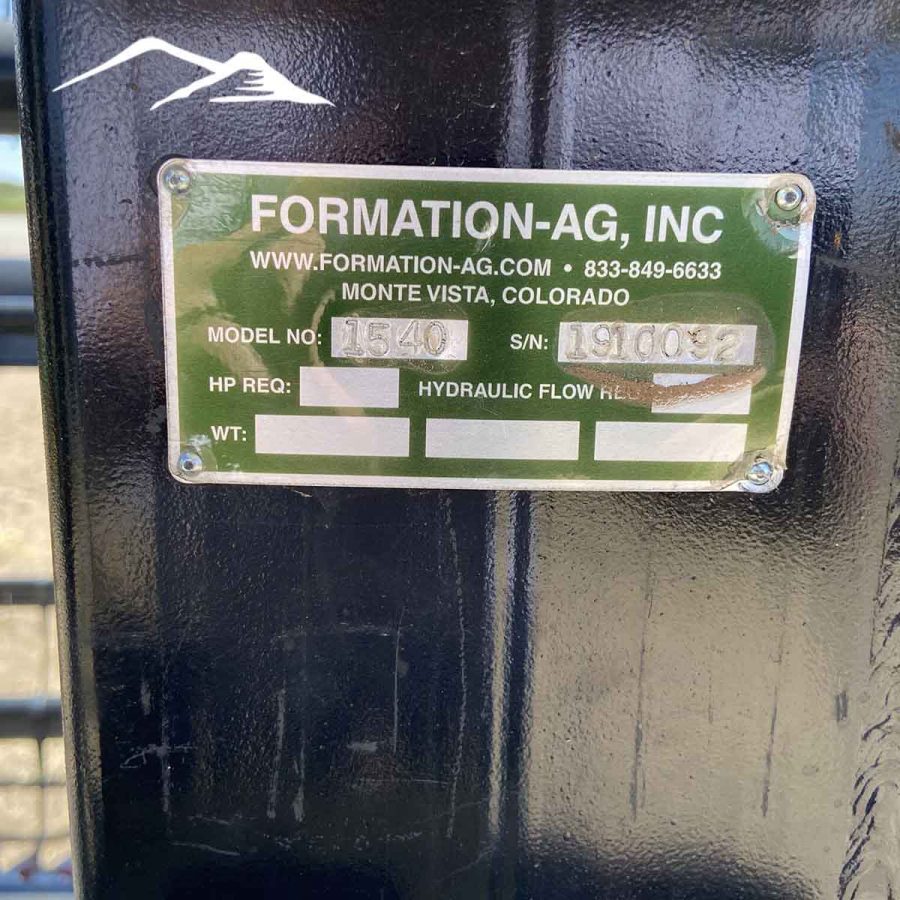 FORMATION-AG, INC
WWW.FORMATION-AG.COM • 833-849-6633
MONTE VISTA, COLORADO
MODEL NO: 1540 S/N: 1910092
HP REQ: HYDRAULIC FLOW
WT: